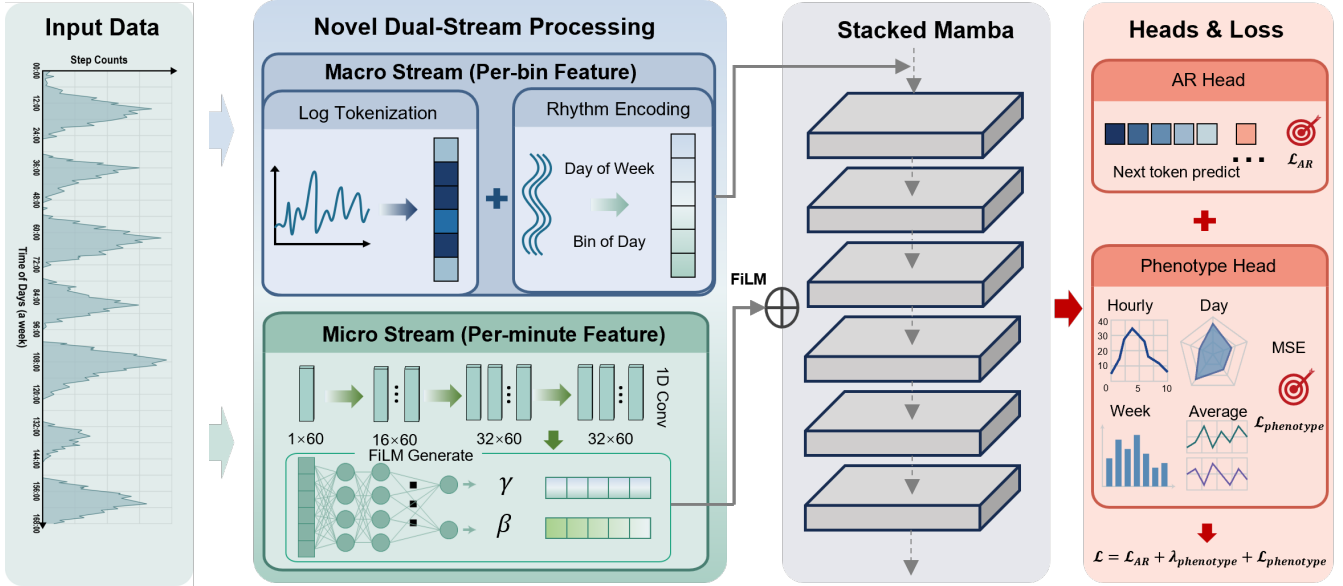 Input Data
Step Counts
Time of Days (a week)
00:00
12:00
24:00
36:00
48:00
60:00
72:00
84:00
96:00
108:00
120:00
132:00
144:00
156:00
168:00
Novel Dual-Stream Processing
Macro Stream (Per-bin Feature)
Log Tokenization
Rhythm Encoding
Day of Week
Bin of Day
Micro Stream (Per-minute Feature)
1×60
16×60
32×60
32×60
1D Conv
FiLM Generate
γ
β
FiLM
Stacked Mamba
Heads & Loss
AR Head
Next token predict
ℒ_AR
Phenotype Head
Hourly
40
30
20
10
0
5
10
Day
MSE
ℒ_phenotype
Week
Average
ℒ = ℒ_AR + λ_phenotype + ℒ_phenotype